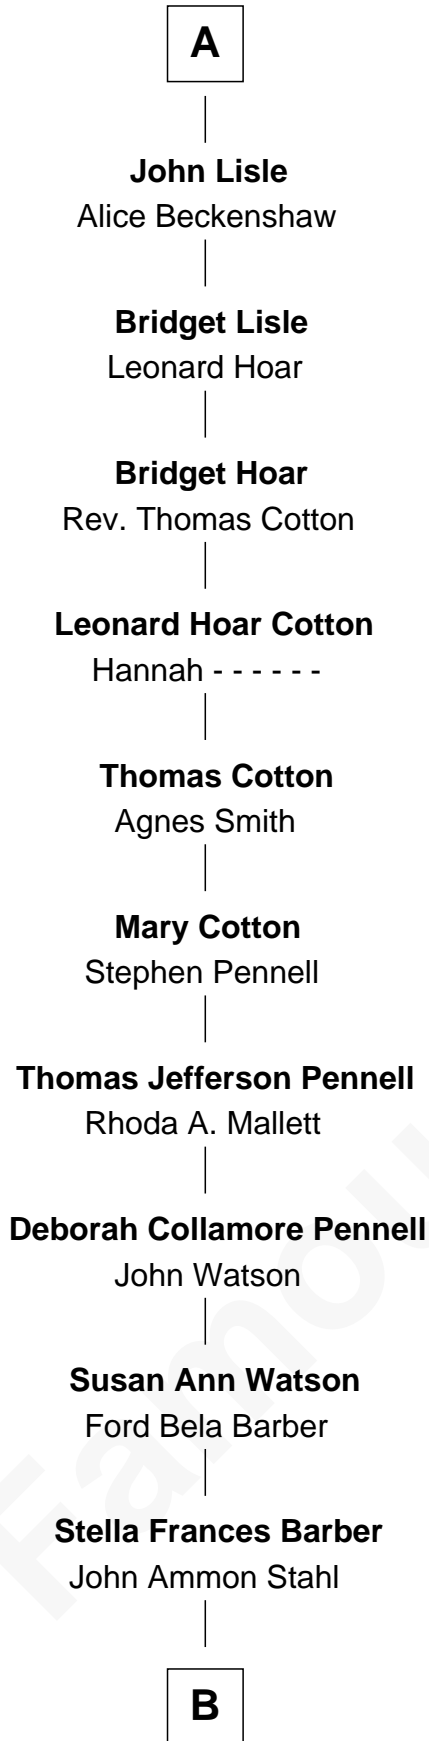 A
John Lisle
Alice Beckenshaw
Bridget Lisle
Leonard Hoar
Bridget Hoar
Rev. Thomas Cotton
Leonard Hoar Cotton
Hannah - - - - - -
Thomas Cotton
Agnes Smith
Mary Cotton
Stephen Pennell
Thomas Jefferson Pennell
Rhoda A. Mallett
Deborah Collamore Pennell
John Watson
Susan Ann Watson
Ford Bela Barber
Stella Frances Barber
John Ammon Stahl
B
Famou